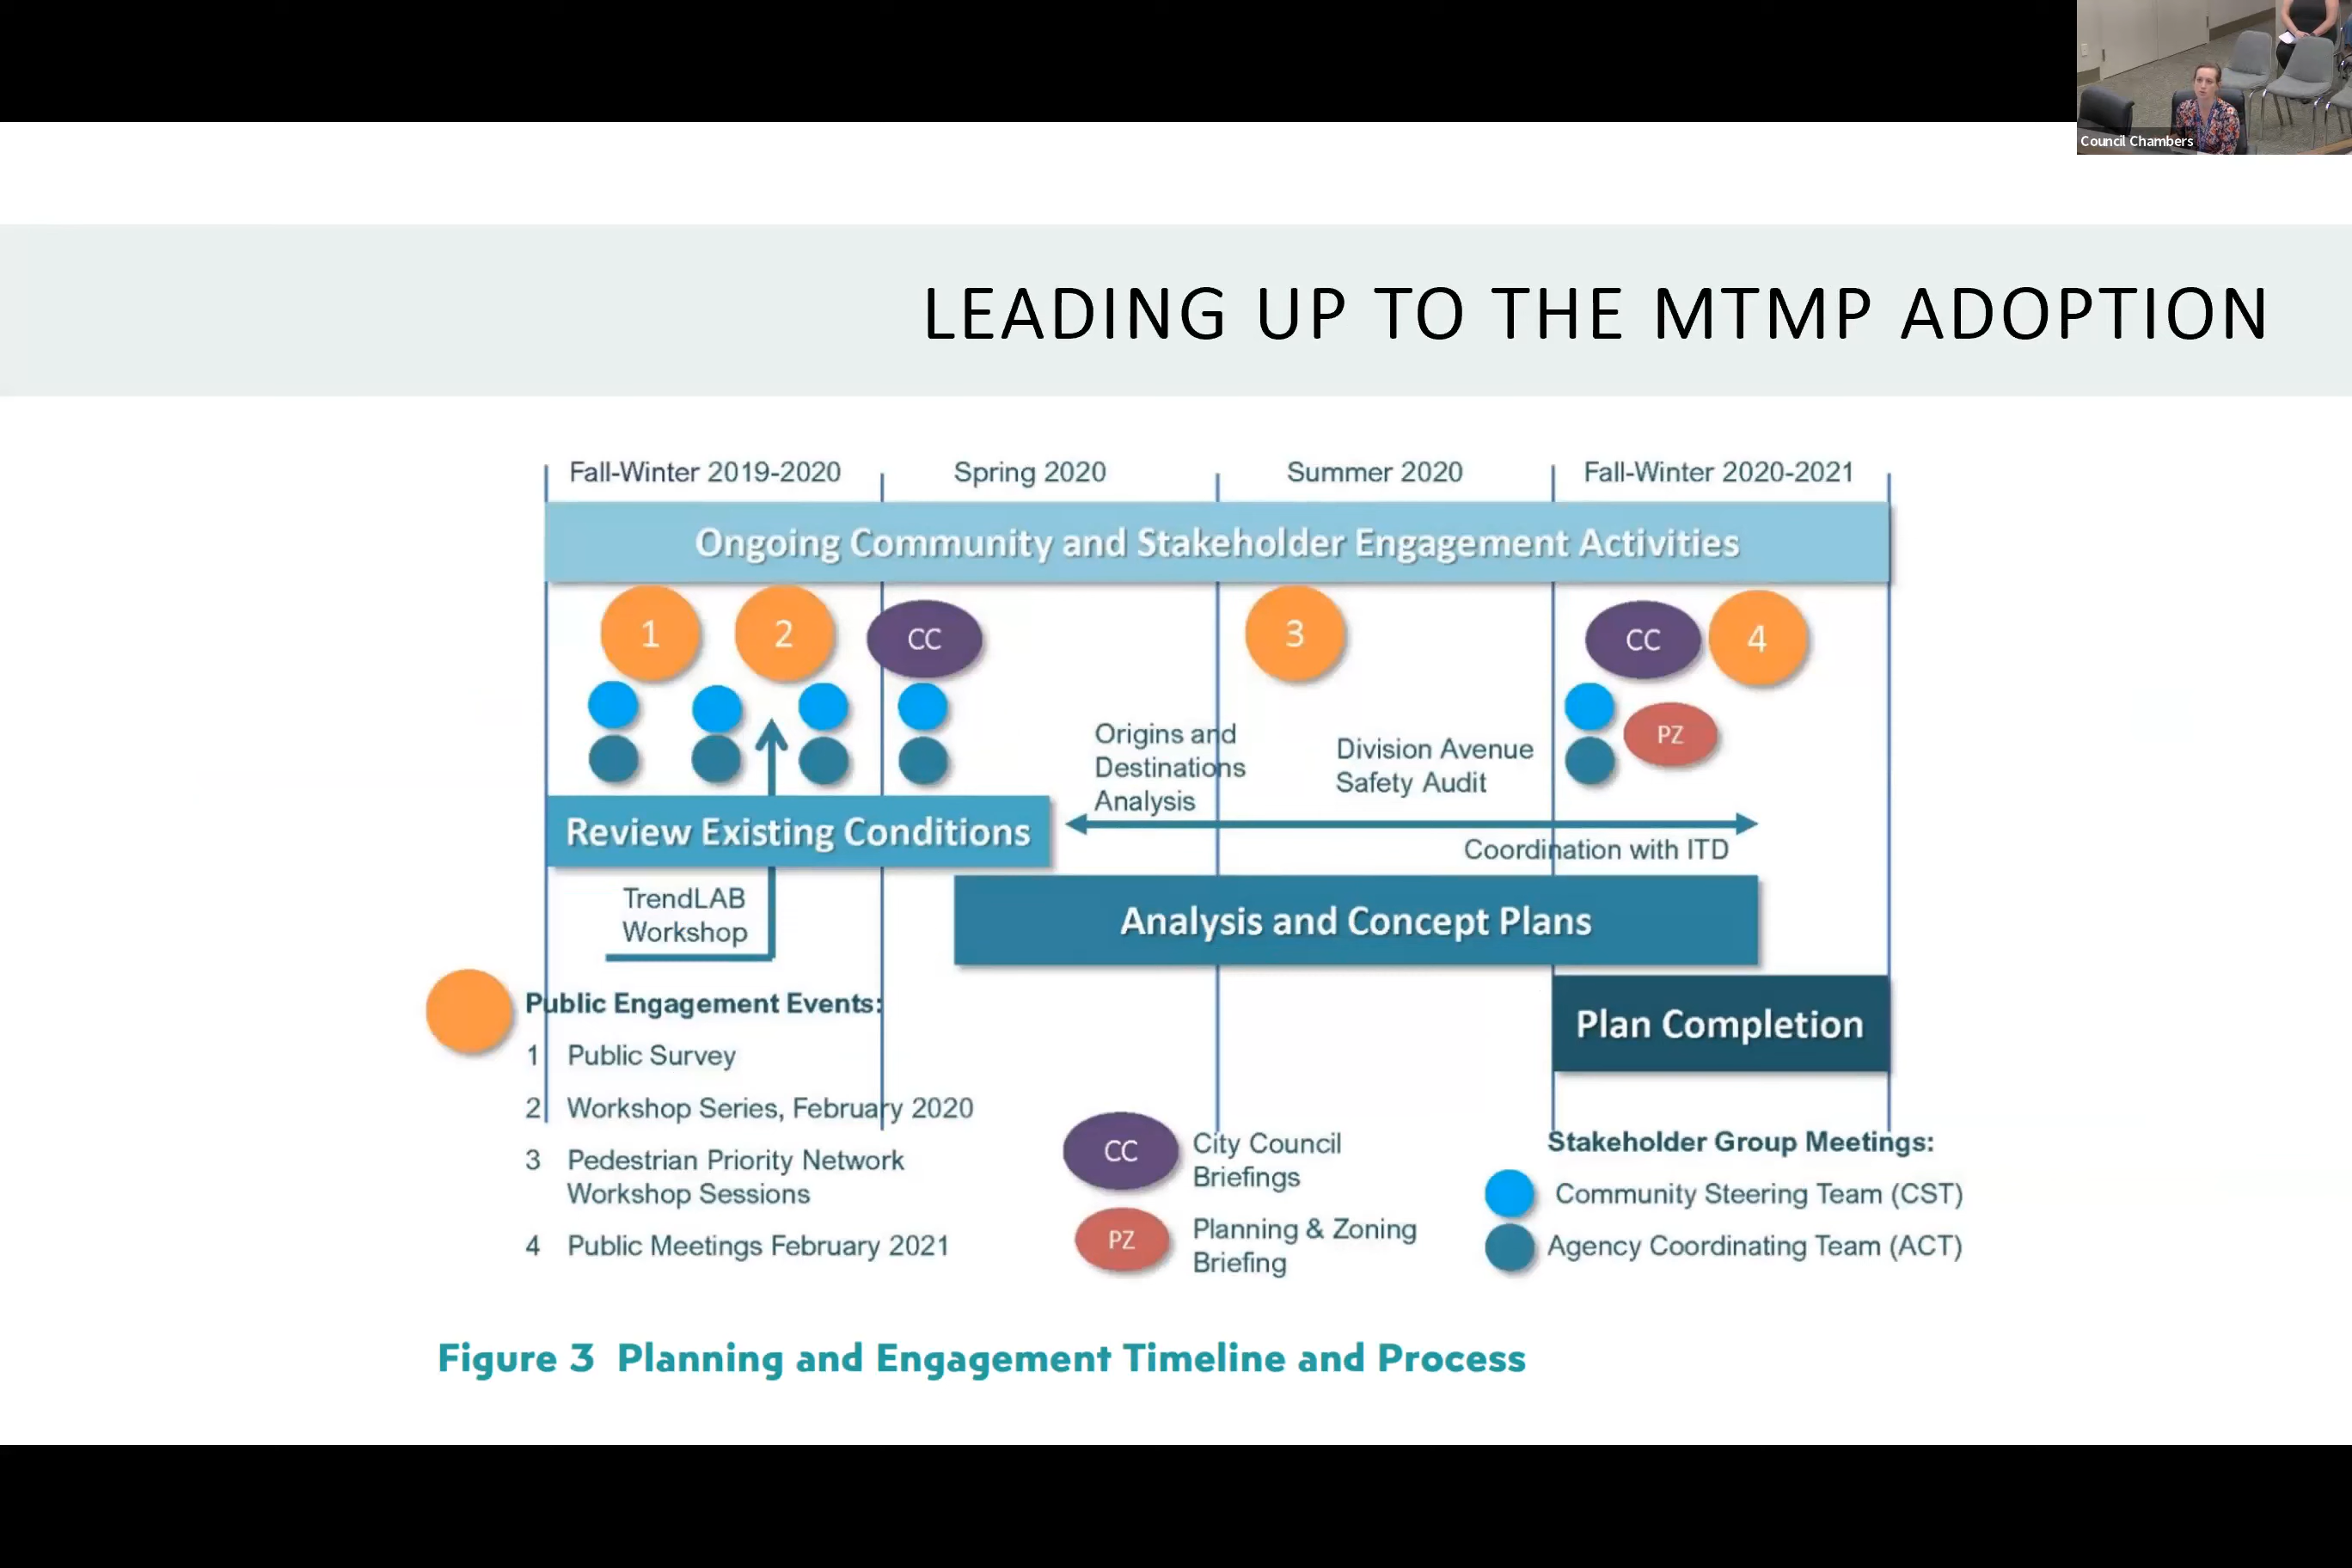 Council Chambers
LEADING UP TO THE MTMP ADOPTION
Fall-Winter 2019-2020
Spring 2020
Summer 2020
Fall-Winter 2020-2021
Ongoing Community and Stakeholder Engagement Activities
1
2
CC
3
CC
4
PZ
Origins and
Destinations
Analysis
Division Avenue
Safety Audit
Review Existing Conditions
Coordination with ITD
TrendLAB
Workshop
Analysis and Concept Plans
Plan Completion
Public Engagement Events:
1 Public Survey
2 Workshop Series, February 2020
3 Pedestrian Priority Network
Workshop Sessions
4 Public Meetings February 2021
CC
City Council
Briefings
PZ
Planning & Zoning
Briefing
Stakeholder Group Meetings:
Community Steering Team (CST)
Agency Coordinating Team (ACT)
Figure 3 Planning and Engagement Timeline and Process